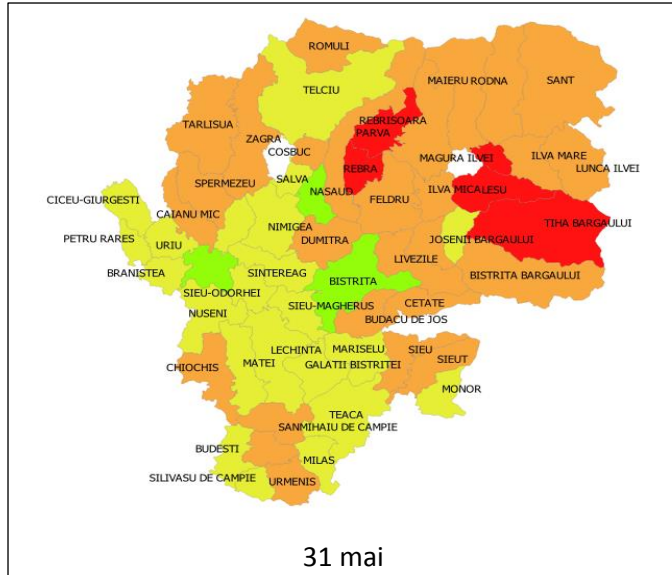 ROMULI
MAIERU RODNA
SANT
TELCIU
REBRISOARA
TARLISUA
PARVA
ZAGRA
COSBUC
MAGURA ILVEI
ILVA MARE
REBRA
LUNCA ILVEI
SALVA
SPERMEZEU
NASAUD
ILVA MICA
LESU
CICEU-GIURGESTI
FELDRU
CAIANU MIC
TIHA BARGAULUI
NIMIGEA
PETRU RARES
URIU
DUMITRA
JOSENII BARGAULUI
LIVEZILE
BRANISTEA
SINTEREAG
BISTRITA
BISTRITA BARGAULUI
SIEU-ODORHEI
SIEU-MAGHERUS
CETATE
NUSENI
BUDACU DE JOS
LECHINTA
MARISELU
SIEU
SIEUT
CHIOCHIS
MATEI
GALATII BISTRITEI
MONOR
TEACA
SANMIHAIU DE CAMPIE
BUDESTI
MILAS
SILIVASU DE CAMPIE
URMENIS
31 mai